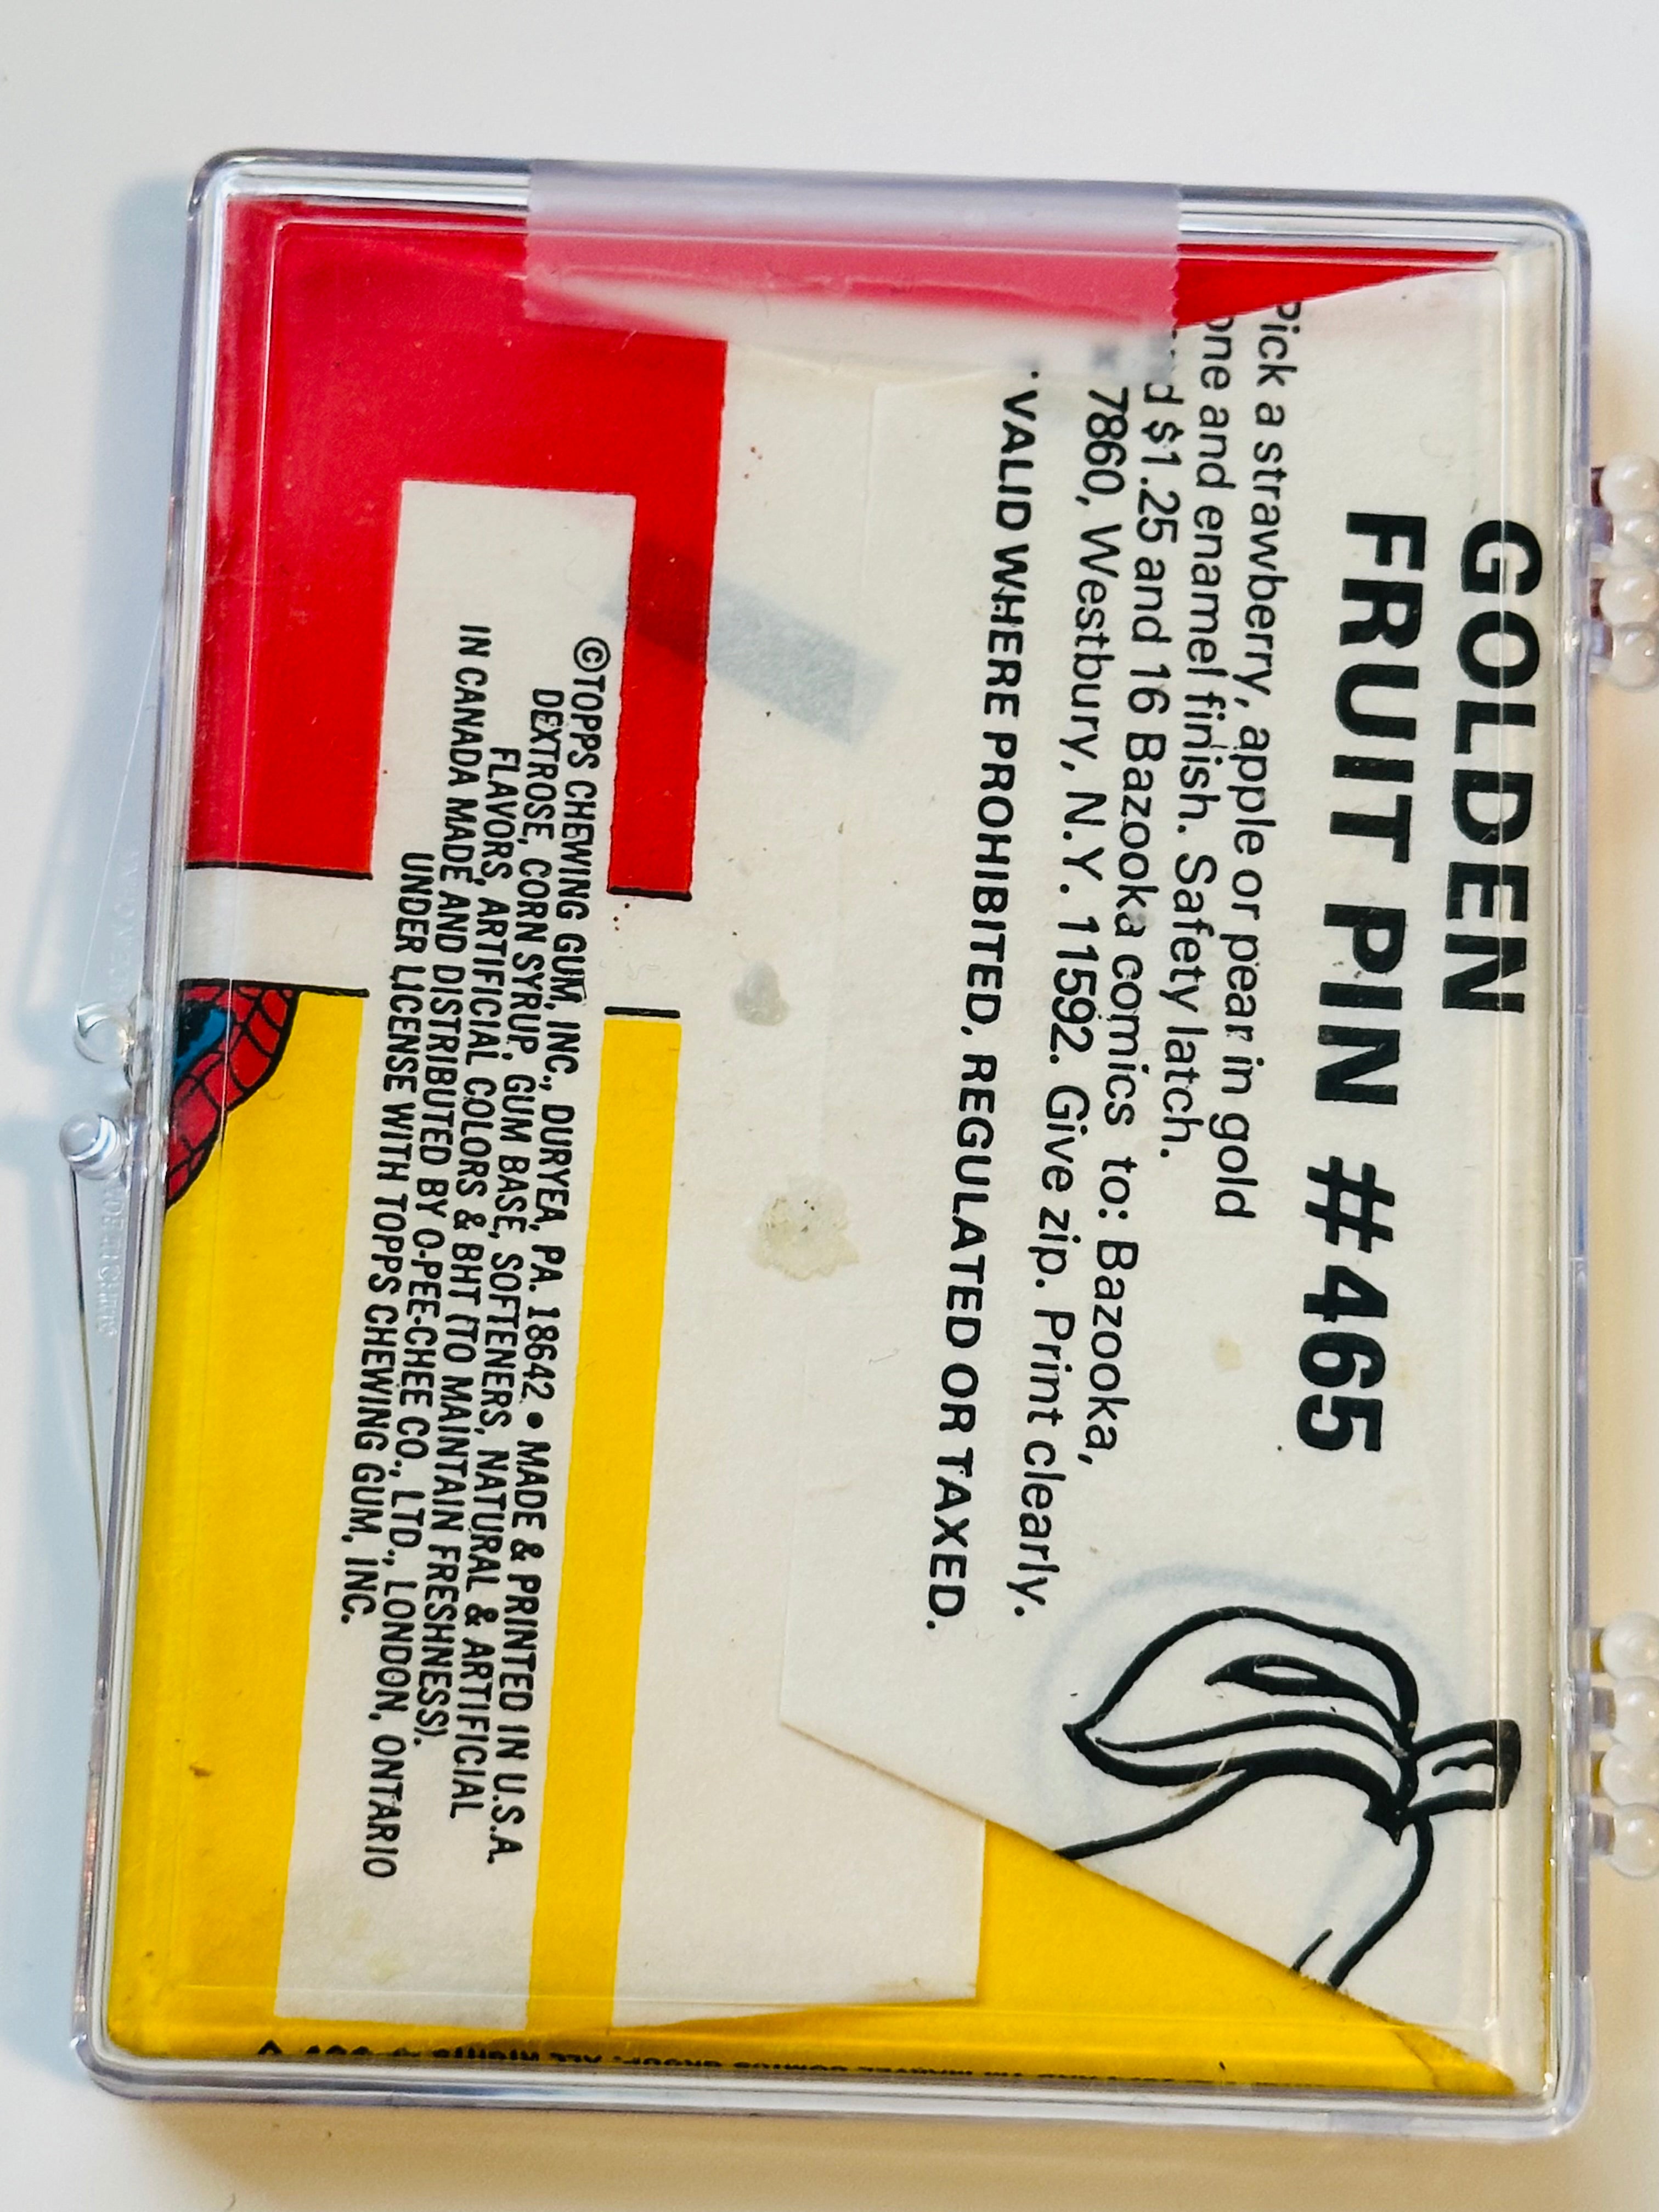 GOLDEN
FRUIT PIN #465
Pick a strawberry, apple or pear in gold
one and enamel finish. Safety latch.
$1.25 and 16 Bazooka comics to: Bazooka,
7860, Westbury, N.Y. 11592. Give zip. Print clearly.
VALID WHERE PROHIBITED, REGULATED OR TAXED.
©TOPPS CHEWING GUM, INC., DURYEA, PA. 18642 • MADE & PRINTED IN U.S.A.
DEXTROSE, CORN SYRUP, GUM BASE, SOFTENERS, NATURAL & ARTIFICIAL
FLAVORS, ARTIFICIAL COLORS & BHT (TO MAINTAIN FRESHNESS).
IN CANADA MADE AND DISTRIBUTED BY O-PEE-CHEE CO., LTD., LONDON, ONTARIO
UNDER LICENSE WITH TOPPS CHEWING GUM, INC.